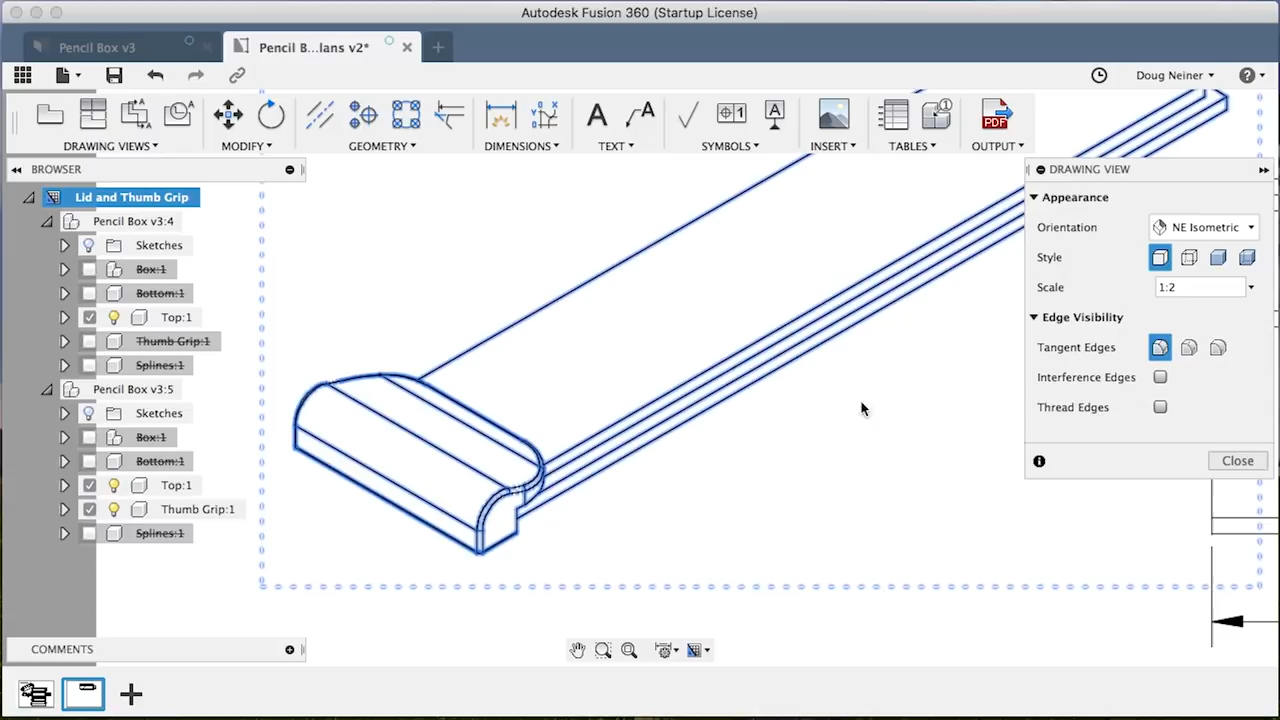 Autodesk Fusion 360 (Startup License)
Pencil Box v3
Pencil B...lans v2*
Doug Neiner
DRAWING VIEWS
MODIFY
GEOMETRY
DIMENSIONS
TEXT
SYMBOLS
INSERT
TABLES
OUTPUT
PDF
BROWSER
Lid and Thumb Grip
Pencil Box v3:4
Sketches
Box:1
Bottom:1
Top:1
Thumb Grip:1
Splines:1
Pencil Box v3:5
Sketches
Box:1
Bottom:1
Top:1
Thumb Grip:1
Splines:1
DRAWING VIEW
Appearance
Orientation
NE Isometric
Style
Scale
1:2
Edge Visibility
Tangent Edges
Interference Edges
Thread Edges
Close
COMMENTS